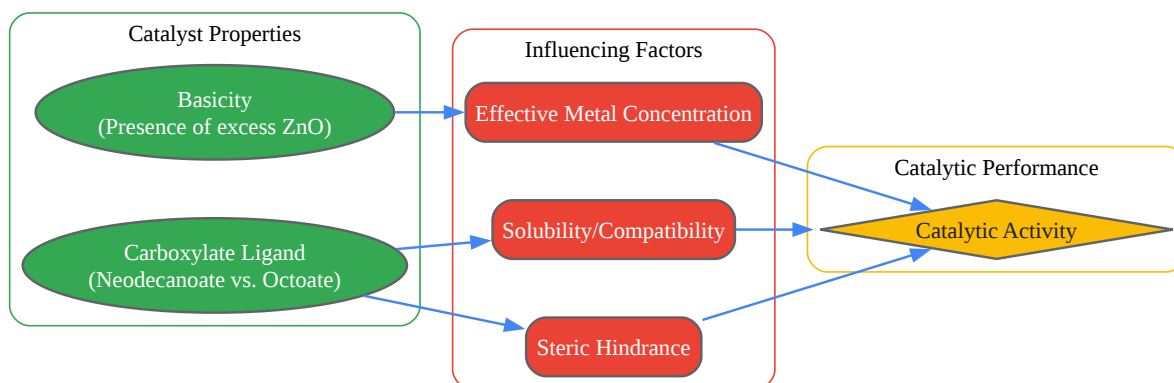 Catalyst Properties
Basicity
(Presence of excess ZnO)
Carboxylate Ligand
(Neodecanoate vs. Octoate)
Influencing Factors
Effective Metal Concentration
Solubility/Compatibility
Steric Hindrance
Catalytic Performance
Catalytic Activity